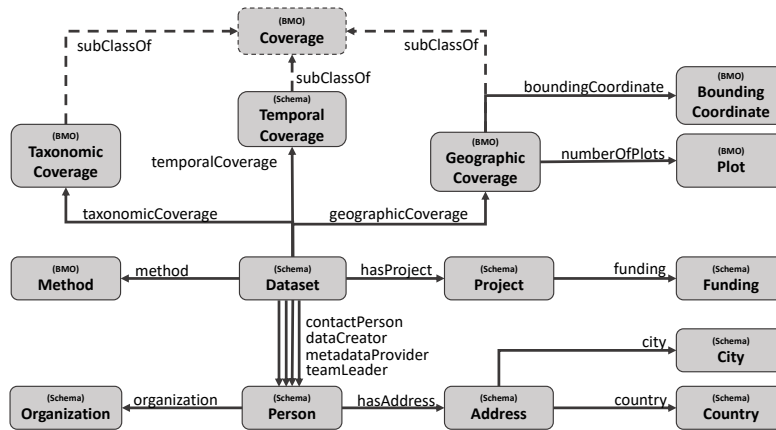 (BMO)
Coverage
subClassOf
subClassOf
subClassOf
(BMO)
Bounding
Coordinate
boundingCoordinate
(Schema)
Temporal
Coverage
(BMO)
Taxonomic
Coverage
(BMO)
Geographic
Coverage
numberOfPlots
(BMO)
Plot
temporalCoverage
taxonomicCoverage
geographicCoverage
(BMO)
Method
method
(Schema)
Dataset
hasProject
(Schema)
Project
funding
(Schema)
Funding
contactPerson
dataCreator
metadataProvider
teamLeader
city
(Schema)
City
(Schema)
Organization
organization
(Schema)
Person
hasAddress
(Schema)
Address
country
(Schema)
Country